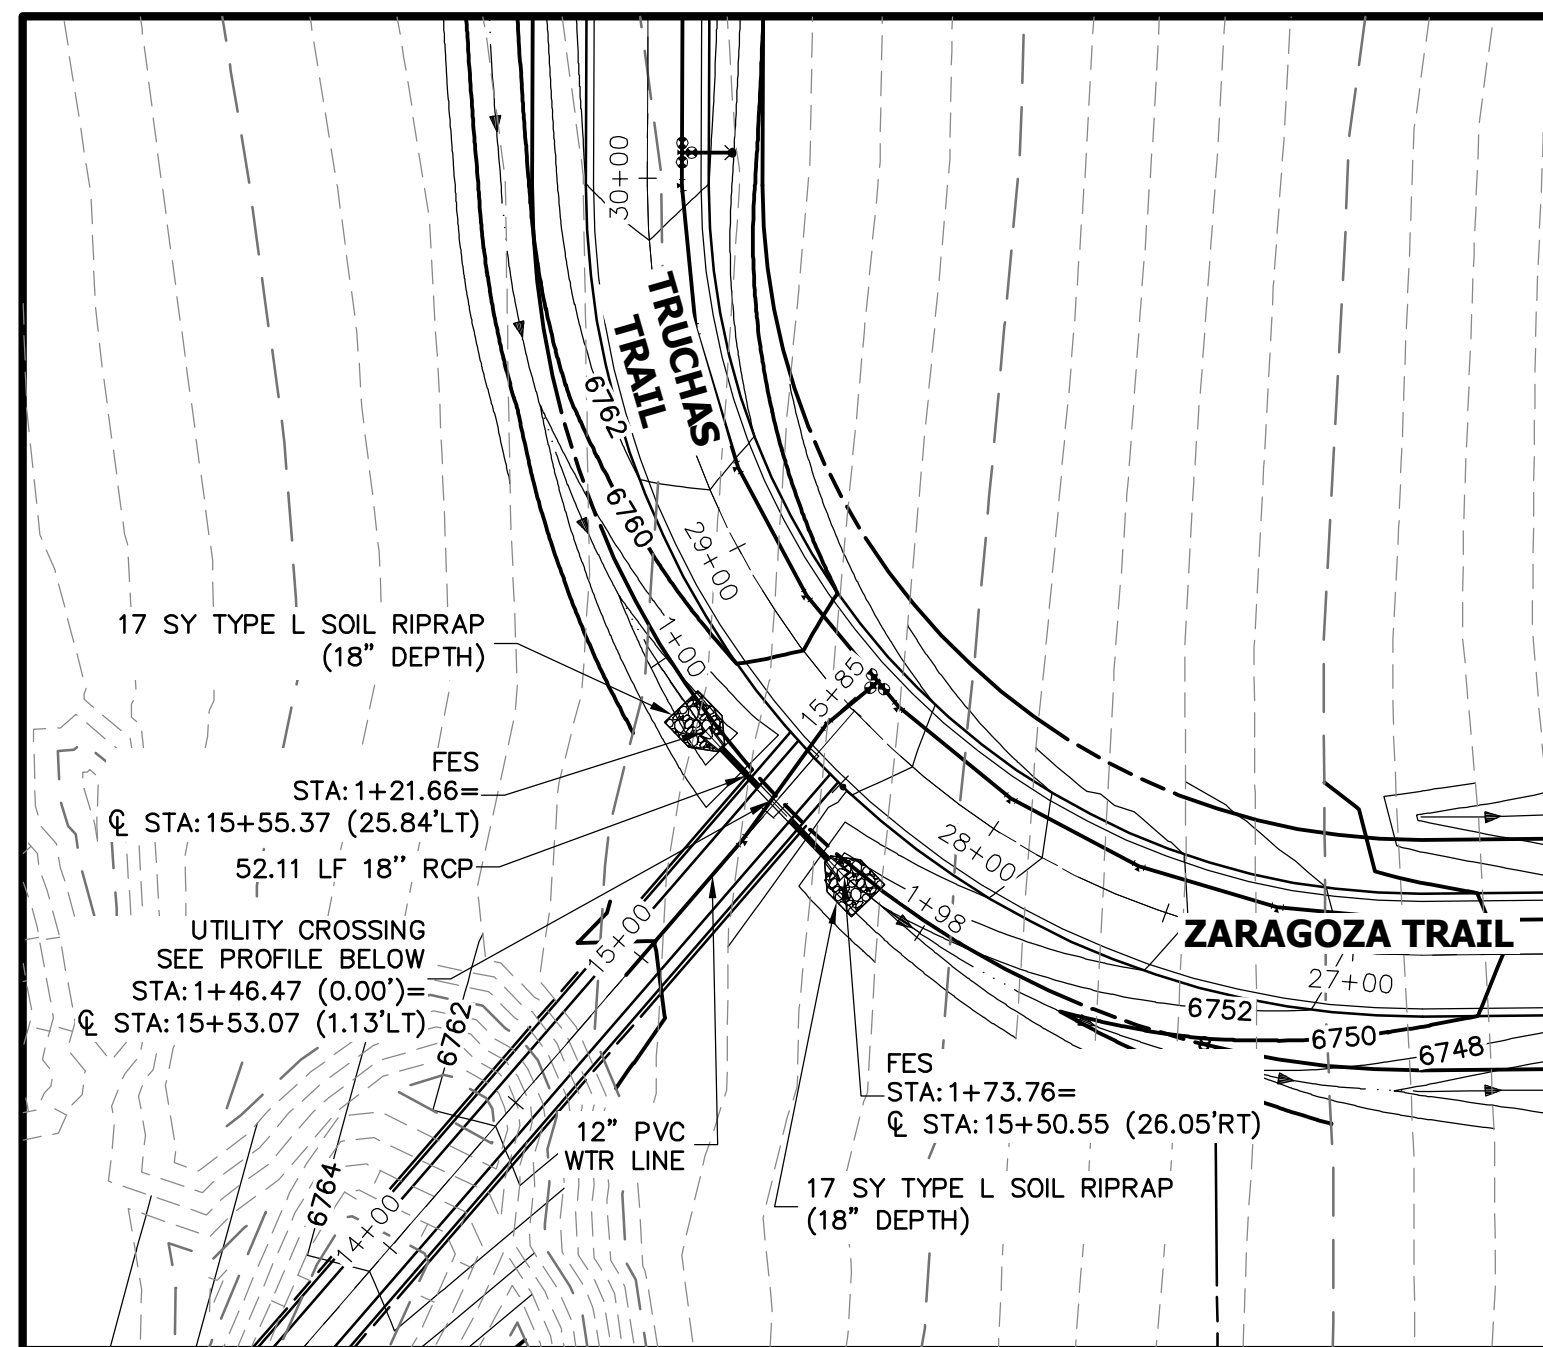 30+00
TRUCHAS
TRAIL
6762
6760
29+00
17 SY TYPE L SOIL RIPRAP
(18" DEPTH)
1+00
15+85
FES
STA:1+21.66=
℄ STA:15+55.37 (25.84'LT)
52.11 LF 18" RCP
28+00
1+98
UTILITY CROSSING
SEE PROFILE BELOW
STA:1+46.47 (0.00')=
℄ STA:15+53.07 (1.13'LT)
15+00
ZARAGOZA TRAIL
27+00
6752
6750
6748
6762
FES
STA:1+73.76=
℄ STA:15+50.55 (26.05'RT)
12" PVC
WTR LINE
6764
14+00
17 SY TYPE L SOIL RIPRAP
(18" DEPTH)